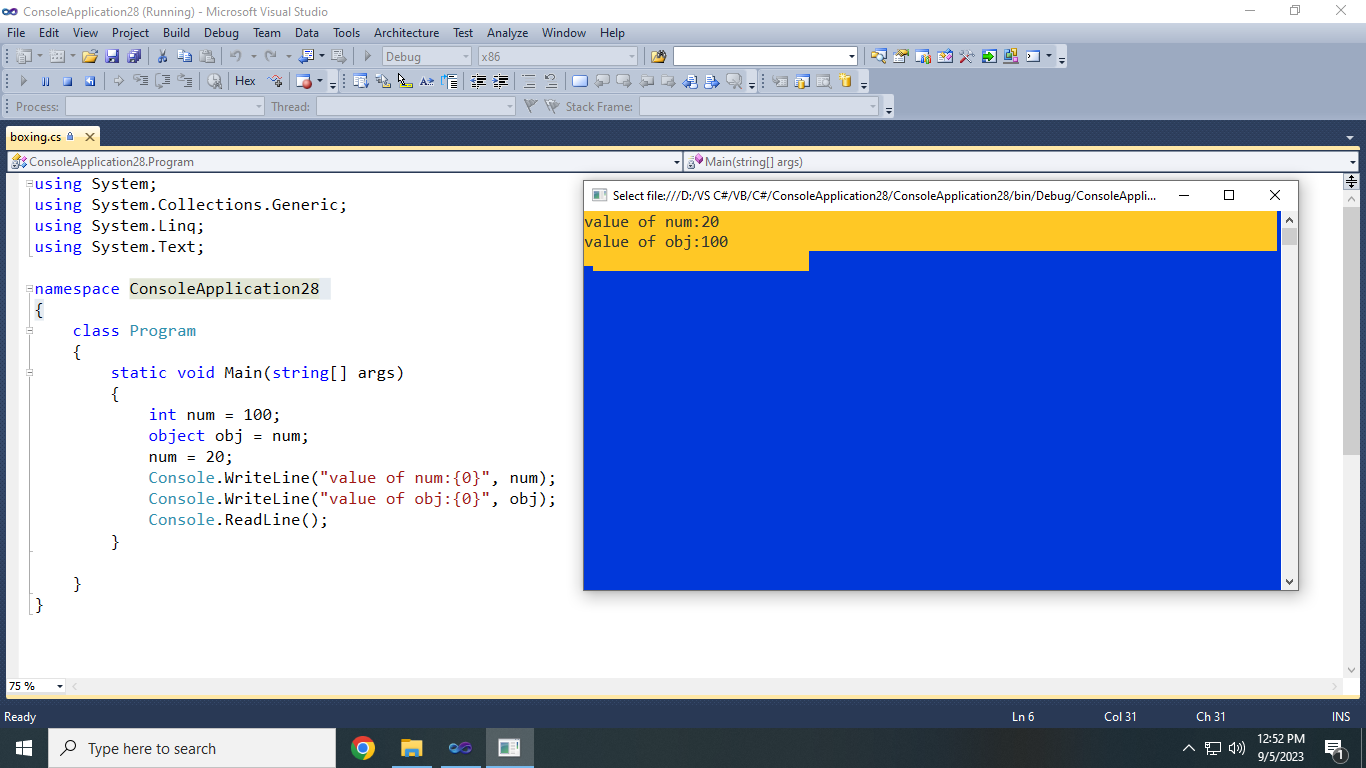 ConsoleApplication28 (Running) - Microsoft Visual Studio
File Edit View Project Build Debug Team Data Tools Architecture Test Analyze Window Help
Debug x86
Hex
Process: Thread: Stack Frame:
boxing.cs
ConsoleApplication28.Program Main(string[] args)
using System;
using System.Collections.Generic;
using System.Linq;
using System.Text;
namespace ConsoleApplication28
{
class Program
{
static void Main(string[] args)
{
int num = 100;
object obj = num;
num = 20;
Console.WriteLine("value of num:{0}", num);
Console.WriteLine("value of obj:{0}", obj);
Console.ReadLine();
}
}
}
Select file:///D:/VS C#/VB/C#/ConsoleApplication28/ConsoleApplication28/bin/Debug/ConsoleAppli...
value of num:20
value of obj:100
75 %
Ready Ln 6 Col 31 Ch 31 INS
Type here to search
12:52 PM
9/5/2023
1